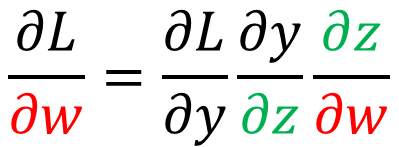 ∂L/∂w = ∂L/∂y ∂y/∂z ∂z/∂w